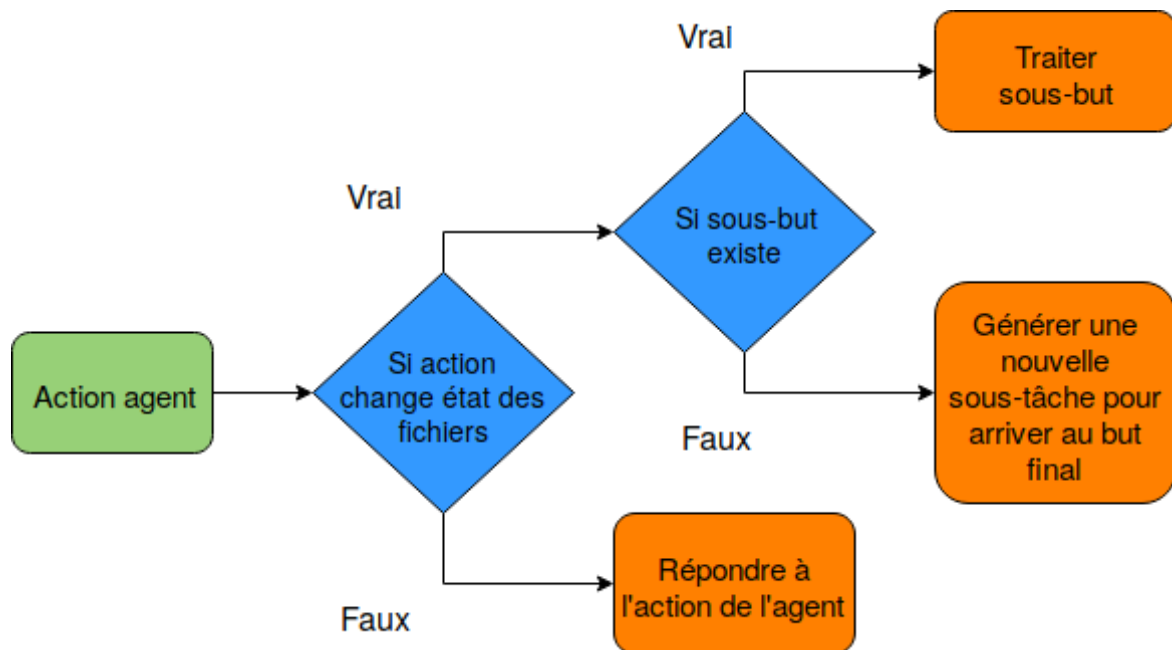 Vrai
Traiter
sous-but
Vrai
Si sous-but
existe
Action agent
Si action
change état des
fichiers
Faux
Générer une
nouvelle
sous-tâche pour
arriver au but
final
Faux
Répondre à
l'action de l'agent